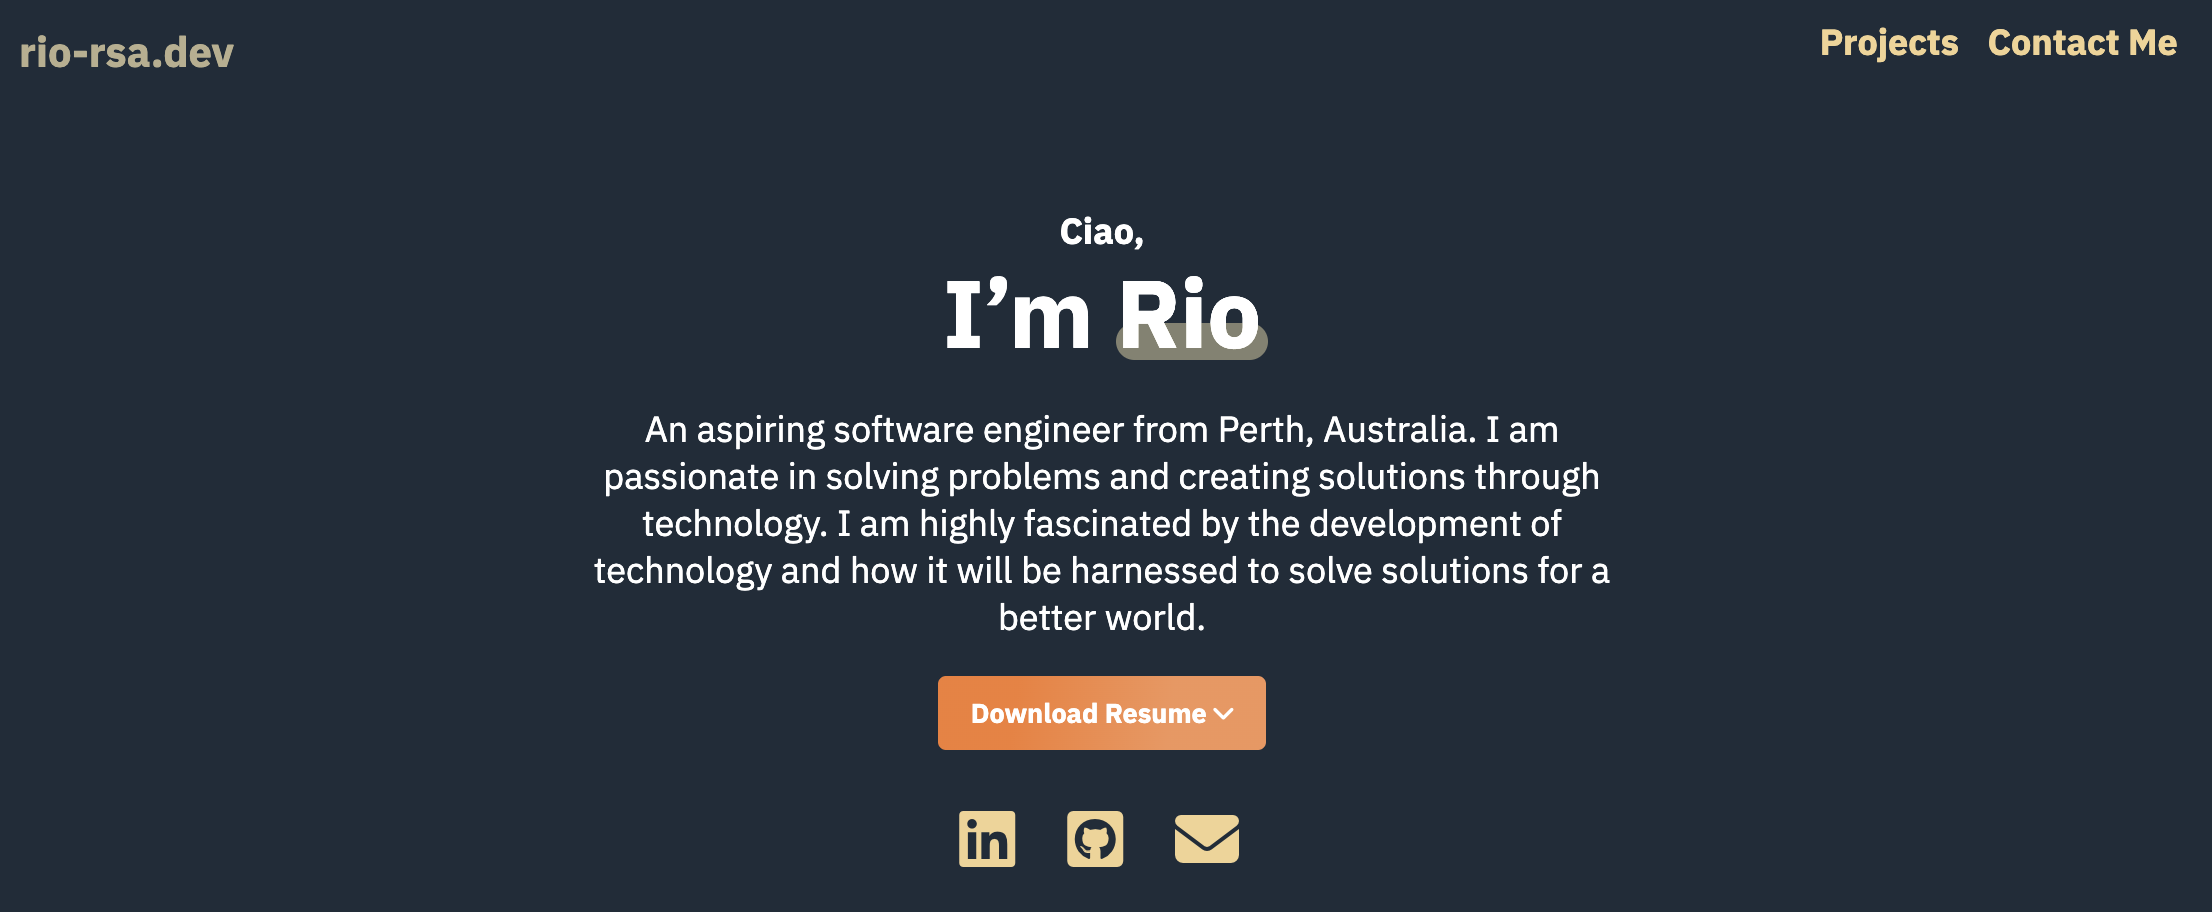 rio-rsa.dev
Projects Contact Me
Ciao,
I’m Rio
An aspiring software engineer from Perth, Australia. I am
passionate in solving problems and creating solutions through
technology. I am highly fascinated by the development of
technology and how it will be harnessed to solve solutions for a
better world.
Download Resume
in